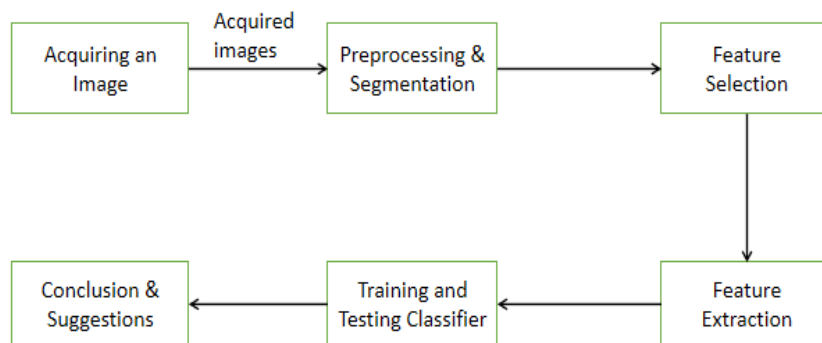 Acquiring an
Image
Acquired
images
Preprocessing &
Segmentation
Feature
Selection
Feature
Extraction
Training and
Testing Classifier
Conclusion &
Suggestions